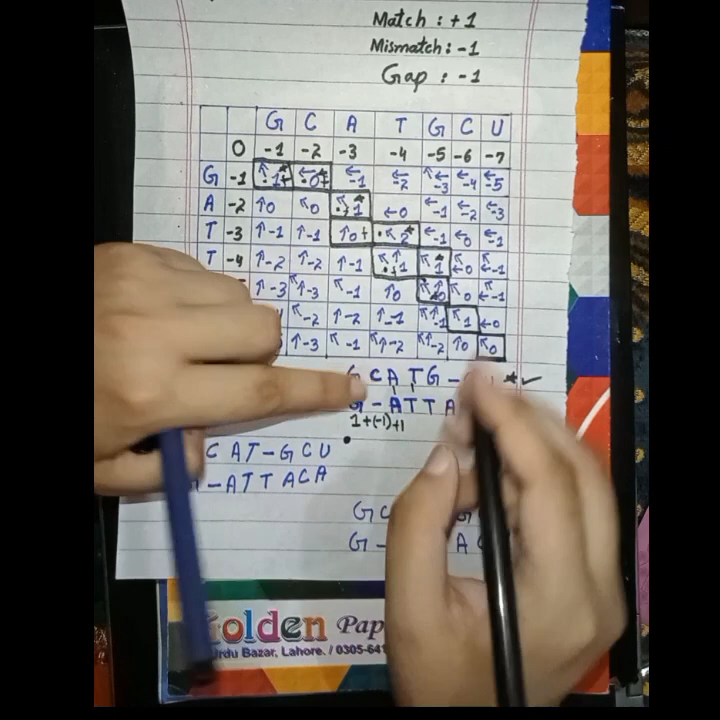 Match : +1
Mismatch : -1
Gap : -1
G C A T G C U
0 -1 -2 -3 -4 -5 -6 -7
G -1 ↖1+ ←0+ ←-1 ←-2 ↖←-3 ←-4 ←-5
A -2 ↑0 ↖0 ↖1 ←0 ←-1 ←-2 ←-3
T -3 ↑-1 ↑-1 ↑0+ ↖2 ←-1 ←0 ←-1
T -4 ↑-2 ↑-2 ↑-1 ↖↑1 ↖1 ↖←0 ↖←-1
↑-3 ↖↑-3 ↖-1 ↑0 ↖0 ↖←-1
↖-2 ↑-2 ↑-1 ↖↑-1 ↖1 ←0
↑-3 ↖-1 ↖↑-2 ↖↑-2 ↑0 ↖0
G C A T G -
G - A T T A
1+(-1)+1
C A T - G C U
- A T T A C A
G C G
G - A
Golden Pap
Urdu Bazar, Lahore. / 0305-641